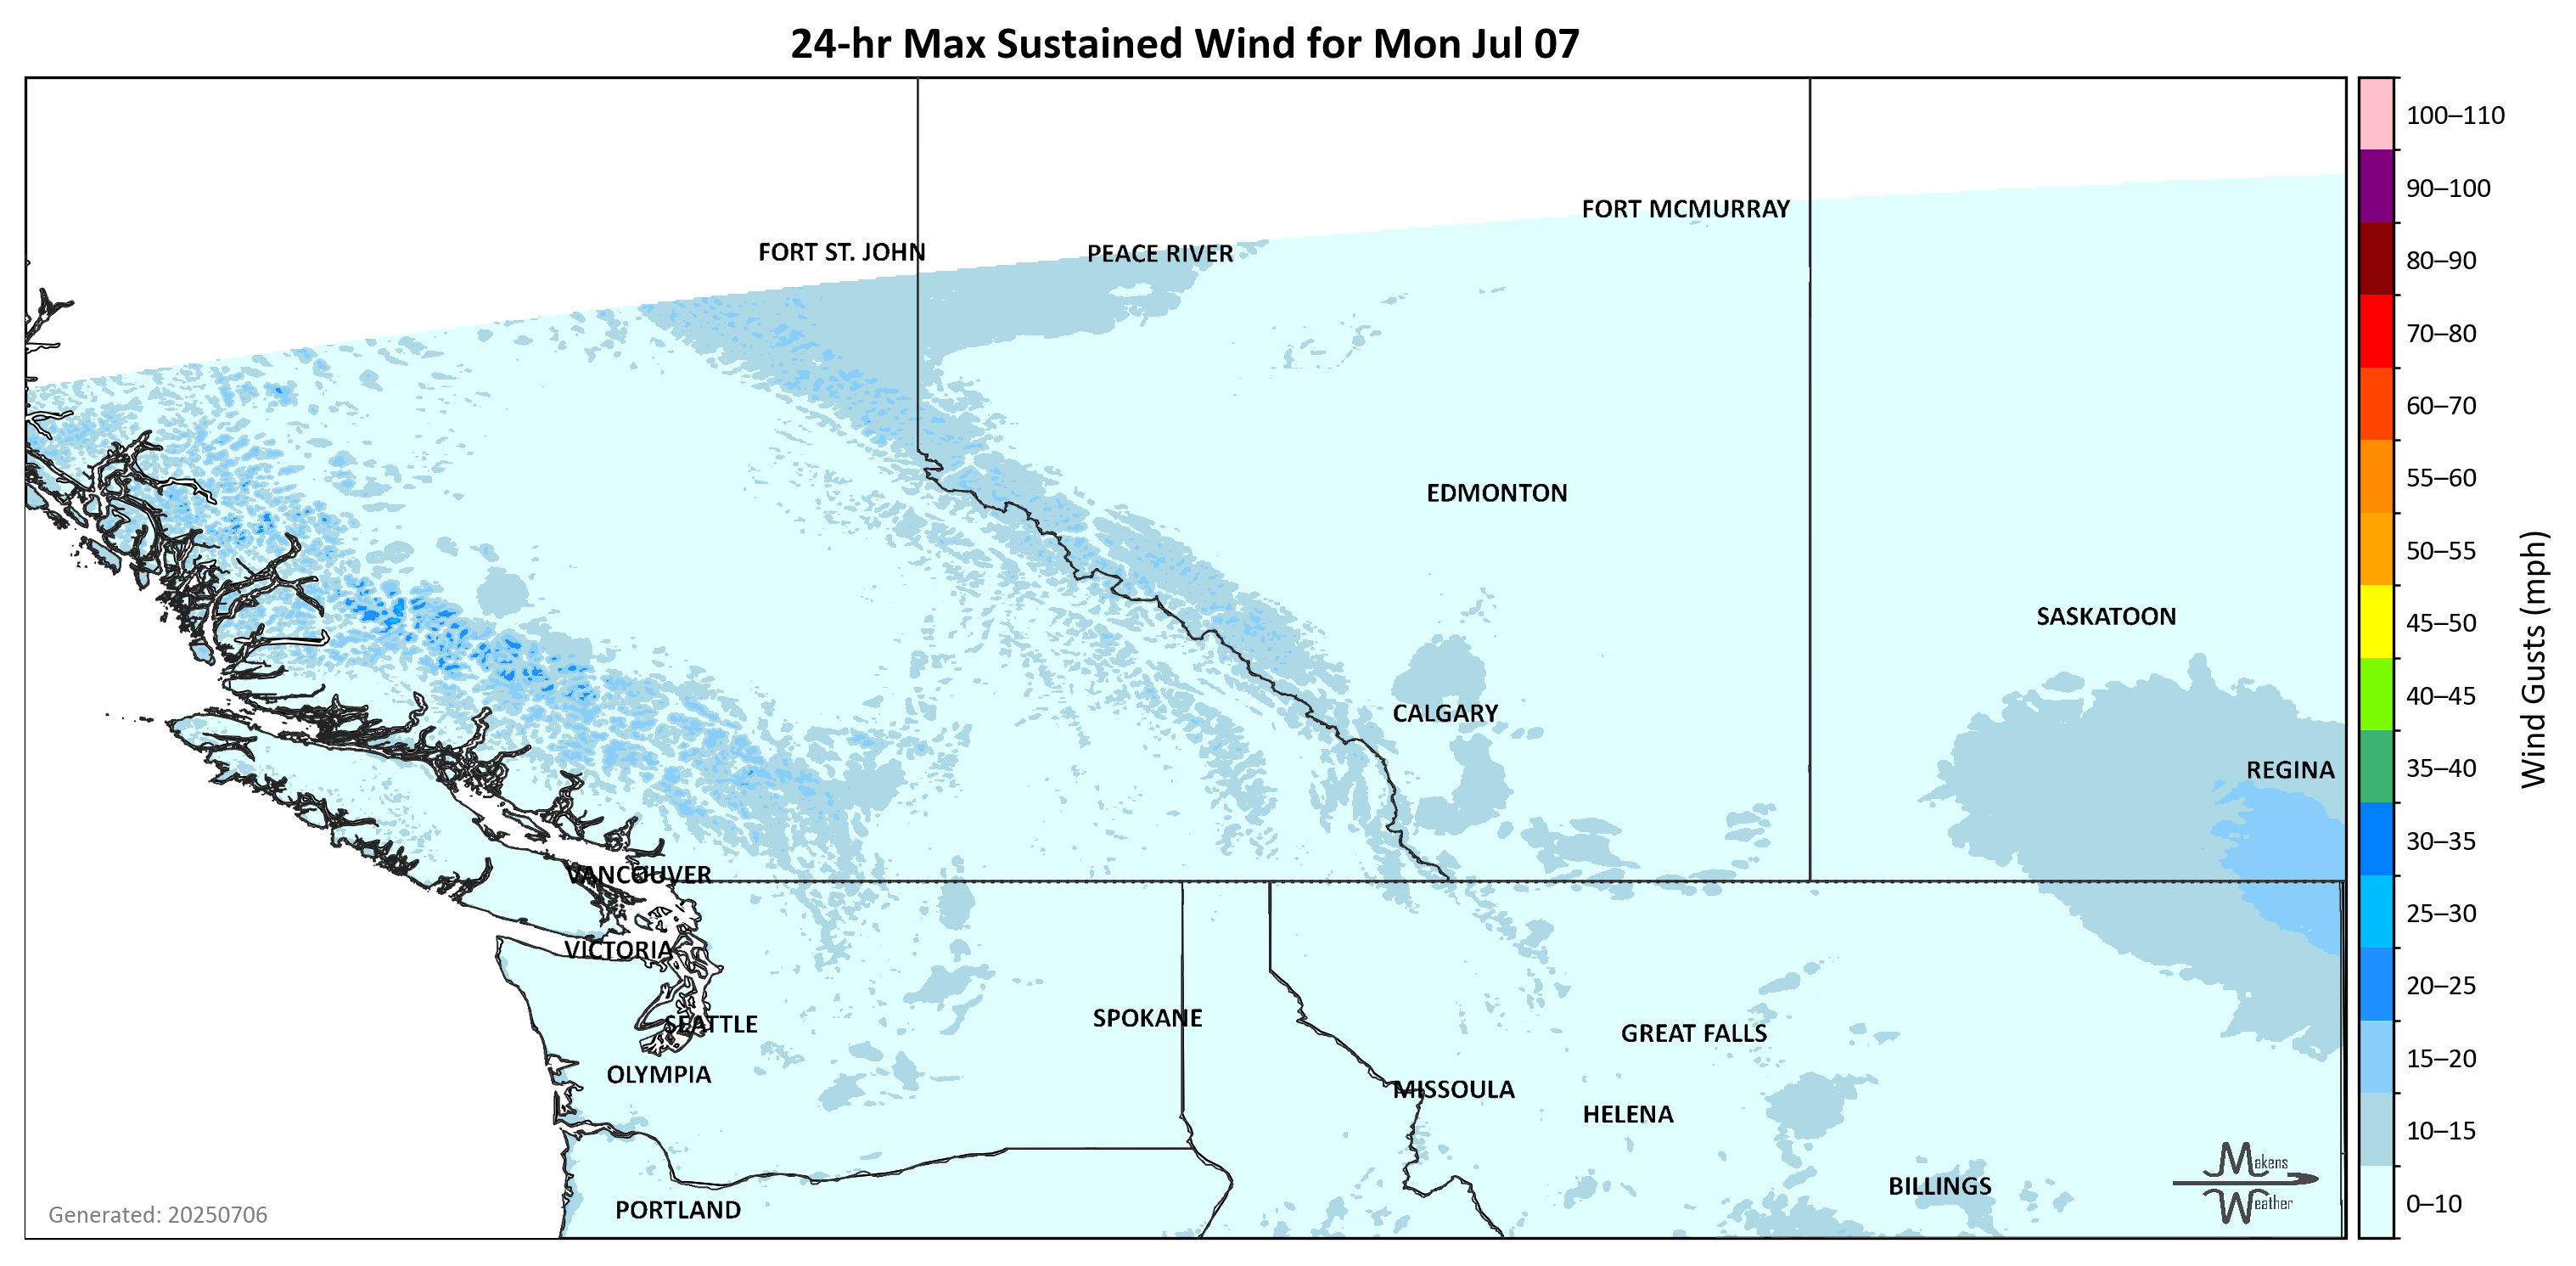 24-hr Max Sustained Wind for Mon Jul 07
100–110
90–100
80–90
70–80
60–70
55–60
50–55
45–50
40–45
35–40
30–35
25–30
20–25
15–20
10–15
0–10
Wind Gusts (mph)
FORT MCMURRAY
FORT ST. JOHN
PEACE RIVER
EDMONTON
SASKATOON
CALGARY
REGINA
VANCOUVER
VICTORIA
SEATTLE
SPOKANE
GREAT FALLS
OLYMPIA
MISSOULA
HELENA
BILLINGS
PORTLAND
Generated: 20250706
Makens
Weather